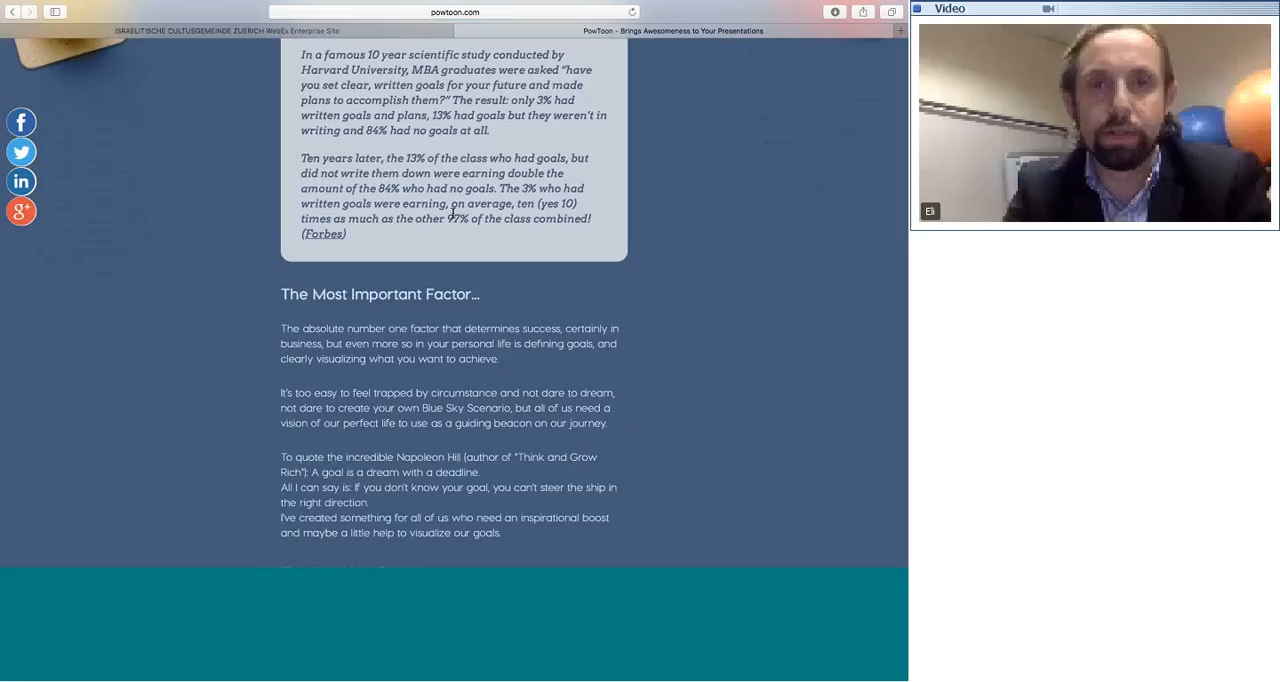 powtoon.com
ISRAELITISCHE CULTUSGEMEINDE ZUERICH WebEx Enterprise Site
PowToon - Brings Awesomeness to Your Presentations
Video
In a famous 10 year scientific study conducted by
Harvard University, MBA graduates were asked “have
you set clear, written goals for your future and made
plans to accomplish them?” The result: only 3% had
written goals and plans, 13% had goals but they weren’t in
writing and 84% had no goals at all.
Ten years later, the 13% of the class who had goals, but
did not write them down were earning double the
amount of the 84% who had no goals. The 3% who had
written goals were earning, on average, ten (yes 10)
times as much as the other 97% of the class combined!
(Forbes)
The Most Important Factor...
The absolute number one factor that determines success, certainly in
business, but even more so in your personal life is defining goals, and
clearly visualizing what you want to achieve.
It's too easy to feel trapped by circumstance and not dare to dream,
not dare to create your own Blue Sky Scenario, but all of us need a
vision of our perfect life to use as a guiding beacon on our journey.
To quote the incredible Napoleon Hill (author of "Think and Grow
Rich"): A goal is a dream with a deadline.
All I can say is: If you don't know your goal, you can't steer the ship in
the right direction.
I've created something for all of us who need an inspirational boost
and maybe a little help to visualize our goals.
f
in
g+
Eli